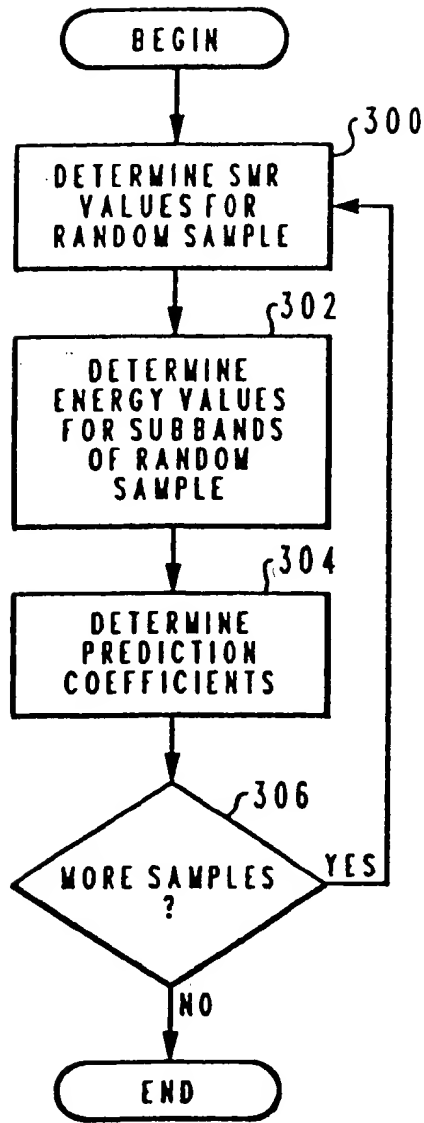 BEGIN
300
DETERMINE SMR
VALUES FOR
RANDOM SAMPLE
302
DETERMINE
ENERGY VALUES
FOR SUBBANDS
OF RANDOM
SAMPLE
304
DETERMINE
PREDICTION
COEFFICIENTS
306
MORE SAMPLES
?
YES
NO
END